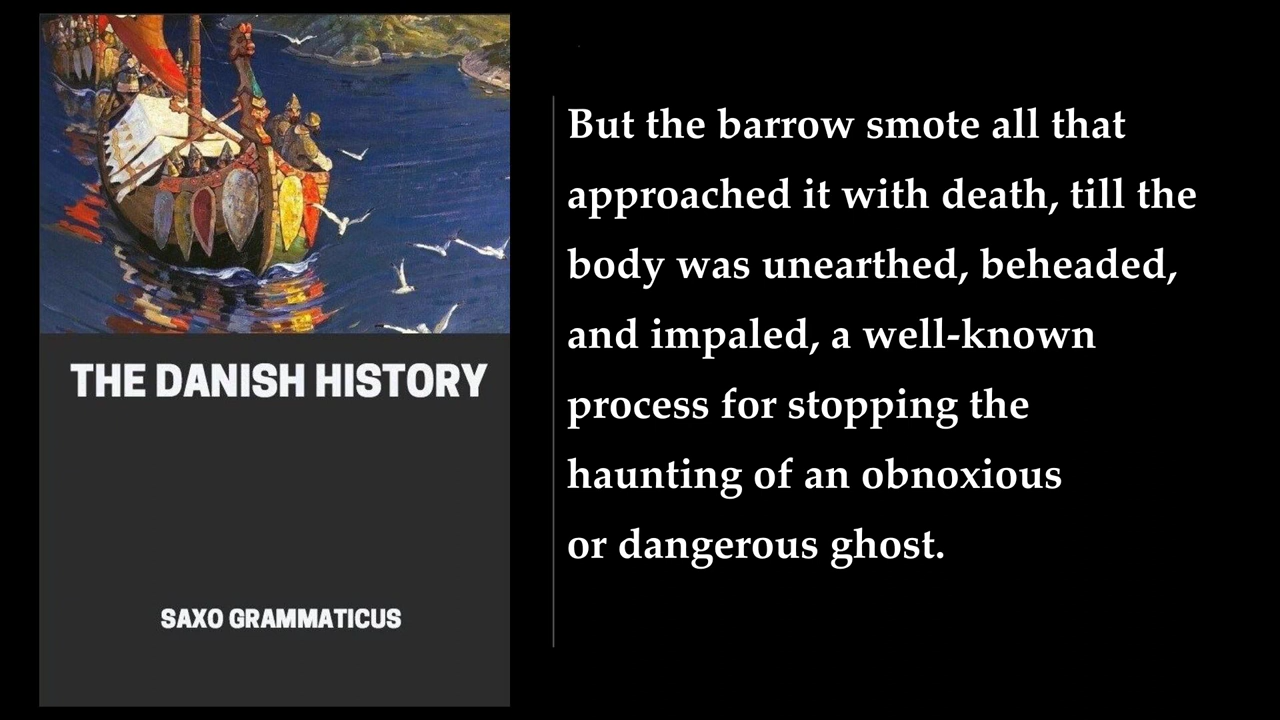 THE DANISH HISTORY
SAXO GRAMMATICUS
But the barrow smote all that
approached it with death, till the
body was unearthed, beheaded,
and impaled, a well-known
process for stopping the
haunting of an obnoxious
or dangerous ghost.